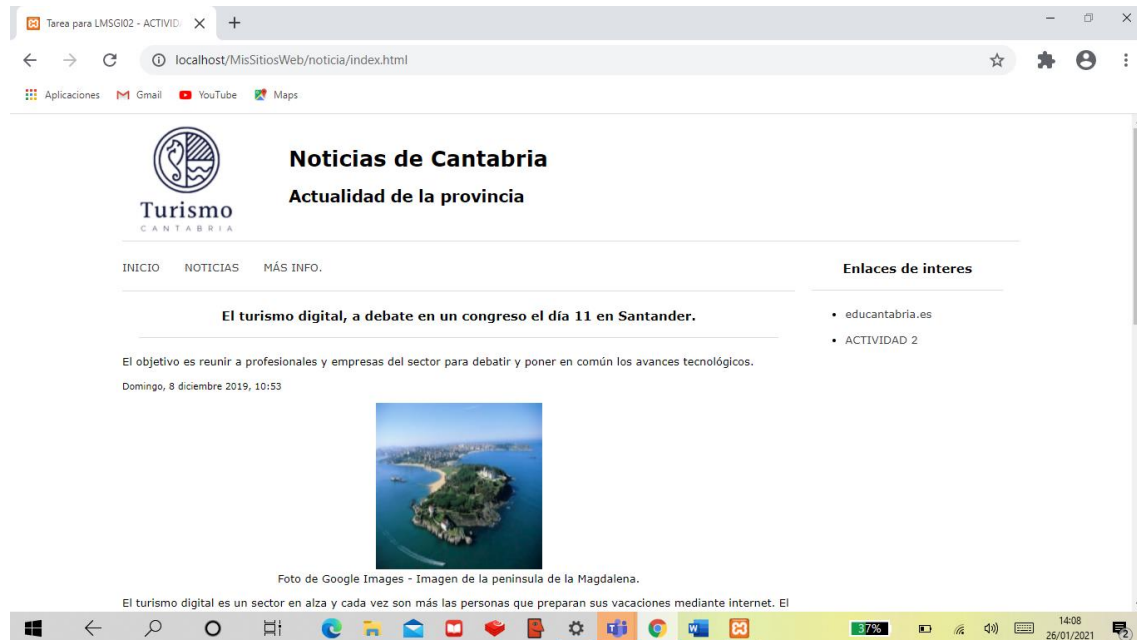 Tarea para LMSGI02 - ACTIVID
localhost/MisSitiosWeb/noticia/index.html
Aplicaciones Gmail YouTube Maps
Turismo
CANTABRIA
Noticias de Cantabria
Actualidad de la provincia
INICIO NOTICIAS MÁS INFO.
El turismo digital, a debate en un congreso el día 11 en Santander.
El objetivo es reunir a profesionales y empresas del sector para debatir y poner en común los avances tecnológicos.
Domingo, 8 diciembre 2019, 10:53
Foto de Google Images - Imagen de la peninsula de la Magdalena.
El turismo digital es un sector en alza y cada vez son más las personas que preparan sus vacaciones mediante internet. El
Enlaces de interes
educantabria.es
ACTIVIDAD 2
37%
14:08
26/01/2021